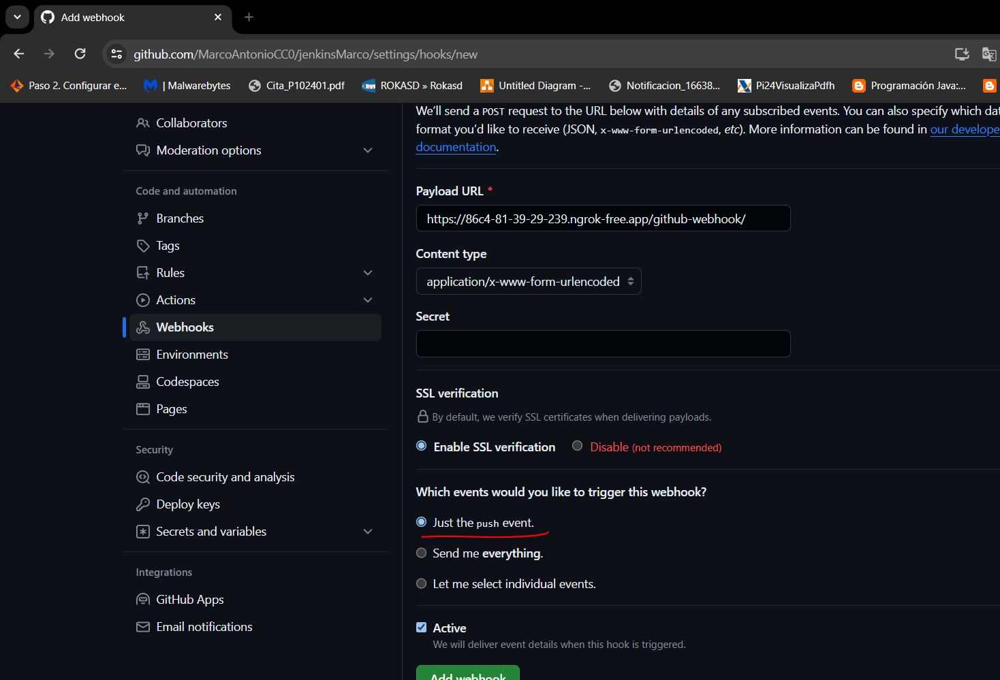 Add webhook
github.com/MarcoAntonioCC0/jenkinsMarco/settings/hooks/new
Paso 2. Configurar e...
| Malwarebytes
Cita_P102401.pdf
ROKASD » Rokasd
Untitled Diagram -...
Notificacion_16638...
Pi24VisualizaPdfh
Programación Java:...
Collaborators
Moderation options
Code and automation
Branches
Tags
Rules
Actions
Webhooks
Environments
Codespaces
Pages
Security
Code security and analysis
Deploy keys
Secrets and variables
Integrations
GitHub Apps
Email notifications
We'll send a POST request to the URL below with details of any subscribed events. You can also specify which dat
format you'd like to receive (JSON, x-www-form-urlencoded, etc). More information can be found in our develope
documentation.
Payload URL *
https://86c4-81-39-29-239.ngrok-free.app/github-webhook/
Content type
application/x-www-form-urlencoded
Secret
SSL verification
By default, we verify SSL certificates when delivering payloads.
Enable SSL verification Disable (not recommended)
Which events would you like to trigger this webhook?
Just the push event.
Send me everything.
Let me select individual events.
Active
We will deliver event details when this hook is triggered.
Add webhook